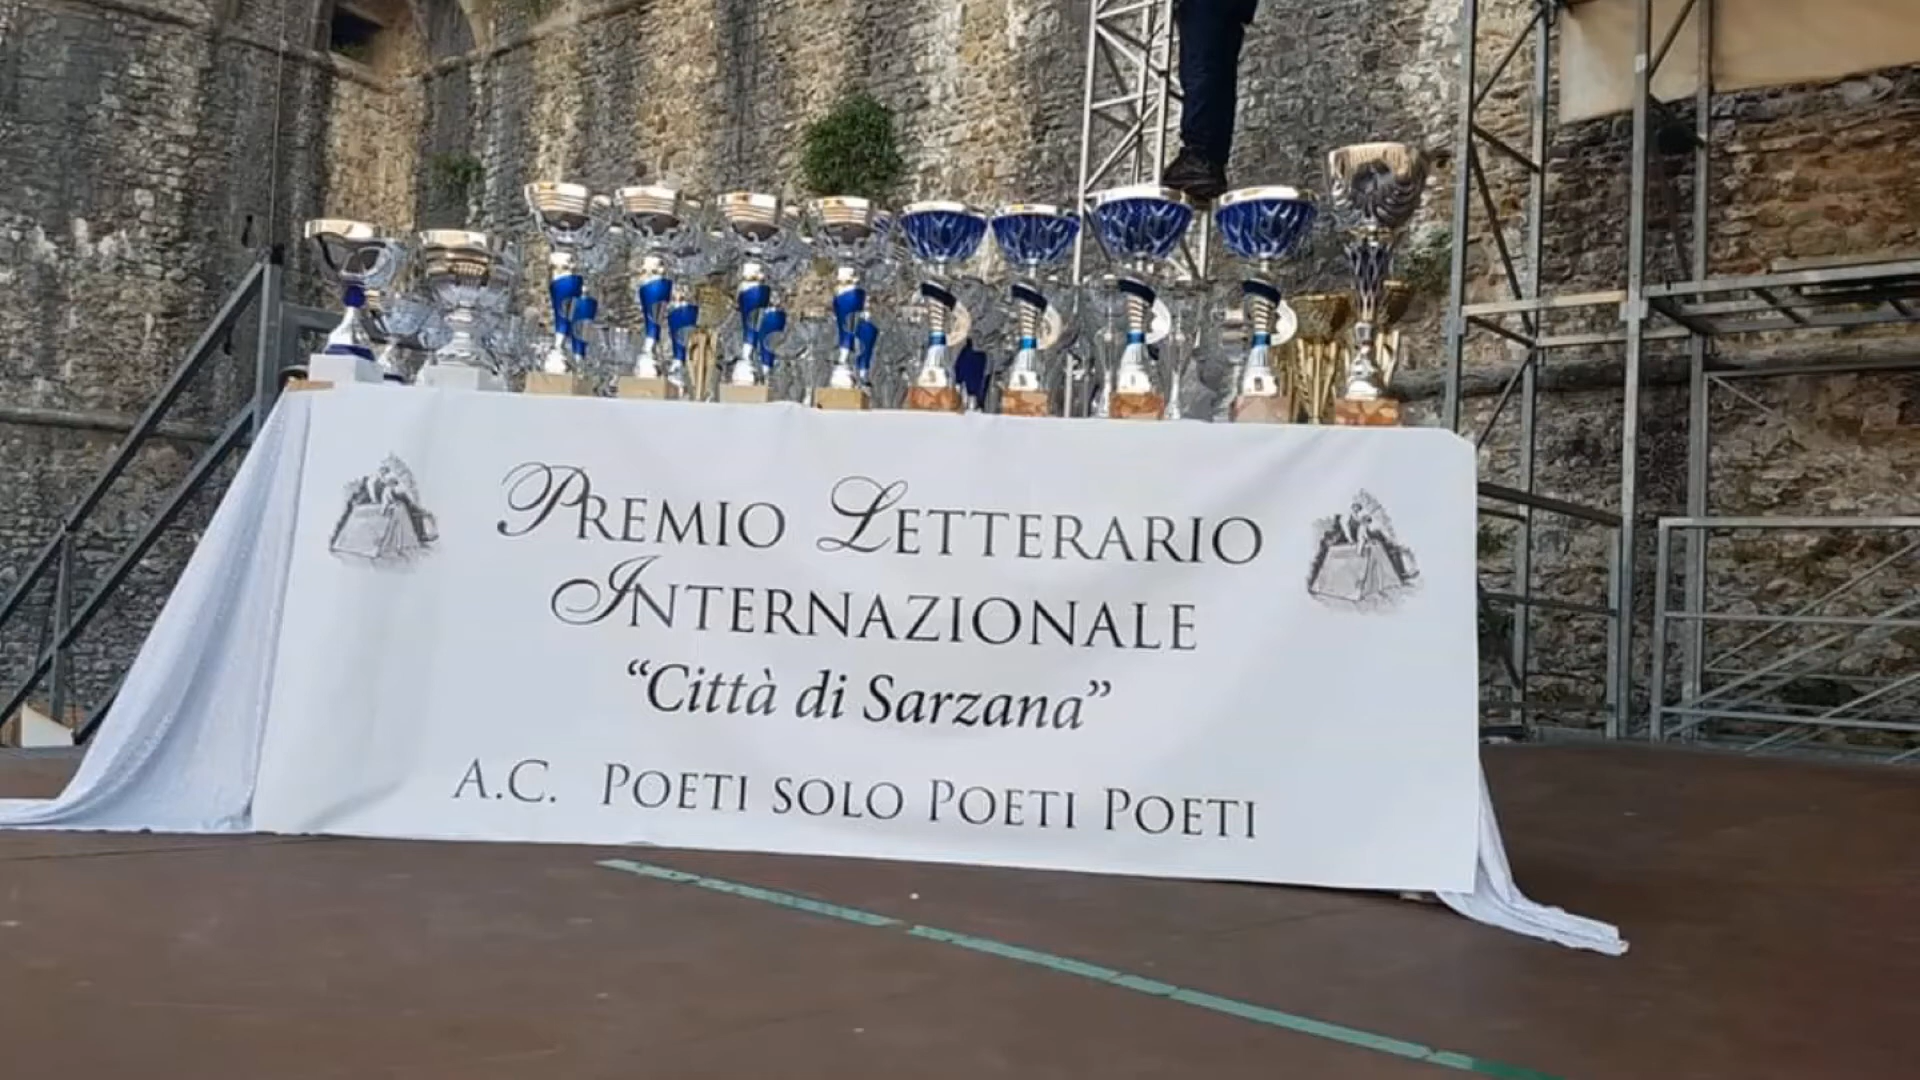 PREMIO LETTERARIO
INTERNAZIONALE
“Città di Sarzana”
A.C. POETI SOLO POETI POETI